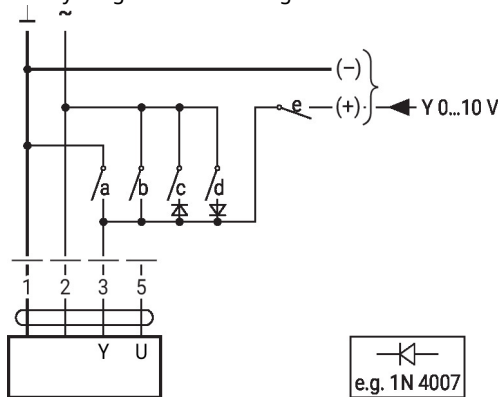 ⊥ ~
(–)
e (+) Y 0...10 V
a b c d
1 2 3 5
Y U
e.g. 1N 4007